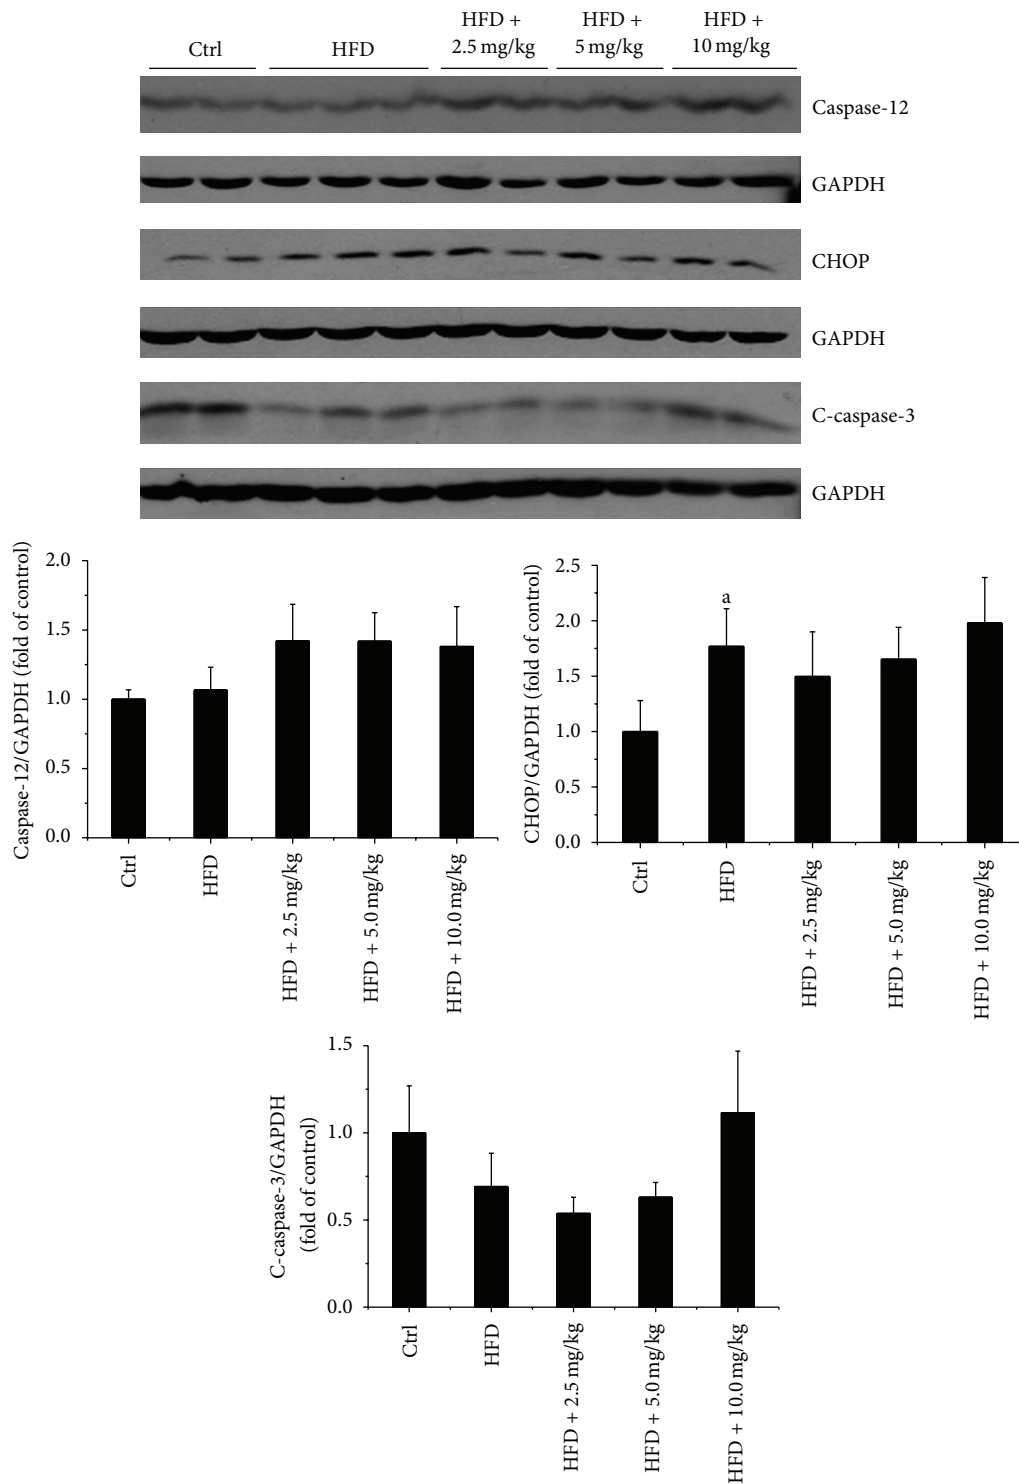 Ctrl
HFD
HFD +
2.5 mg/kg
HFD +
5 mg/kg
HFD +
10 mg/kg
Caspase-12
GAPDH
CHOP
GAPDH
C-caspase-3
GAPDH
Caspase-12/GAPDH (fold of control)
2.0
1.5
1.0
0.5
0.0
Ctrl
HFD
HFD + 2.5 mg/kg
HFD + 5.0 mg/kg
HFD + 10.0 mg/kg
CHOP/GAPDH (fold of control)
2.5
2.0
1.5
1.0
0.5
0.0
a
Ctrl
HFD
HFD + 2.5 mg/kg
HFD + 5.0 mg/kg
HFD + 10.0 mg/kg
C-caspase-3/GAPDH
(fold of control)
1.5
1.0
0.5
0.0
Ctrl
HFD
HFD + 2.5 mg/kg
HFD + 5.0 mg/kg
HFD + 10.0 mg/kg